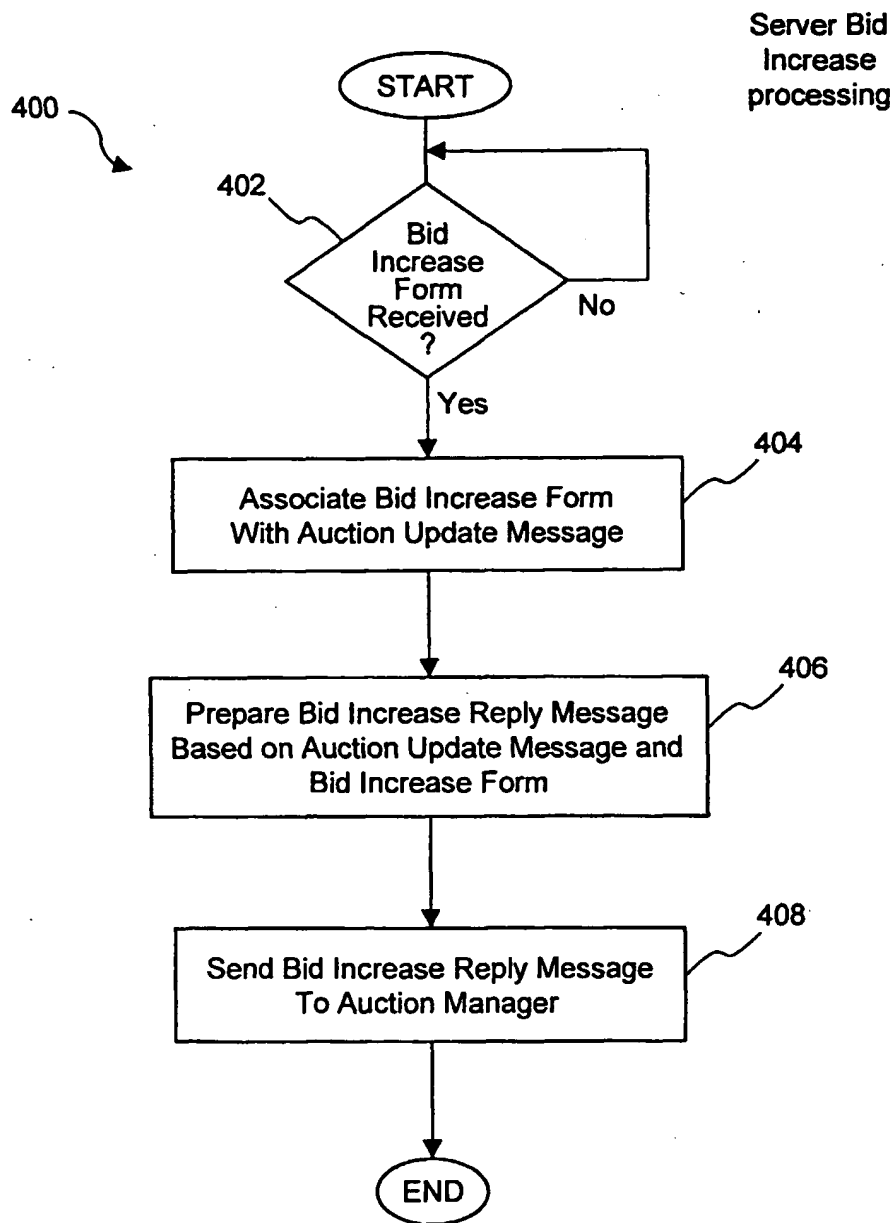 Server Bid
Increase
processing
START
400
402
Bid
Increase
Form
Received
?
No
Yes
404
Associate Bid Increase Form
With Auction Update Message
406
Prepare Bid Increase Reply Message
Based on Auction Update Message and
Bid Increase Form
408
Send Bid Increase Reply Message
To Auction Manager
END